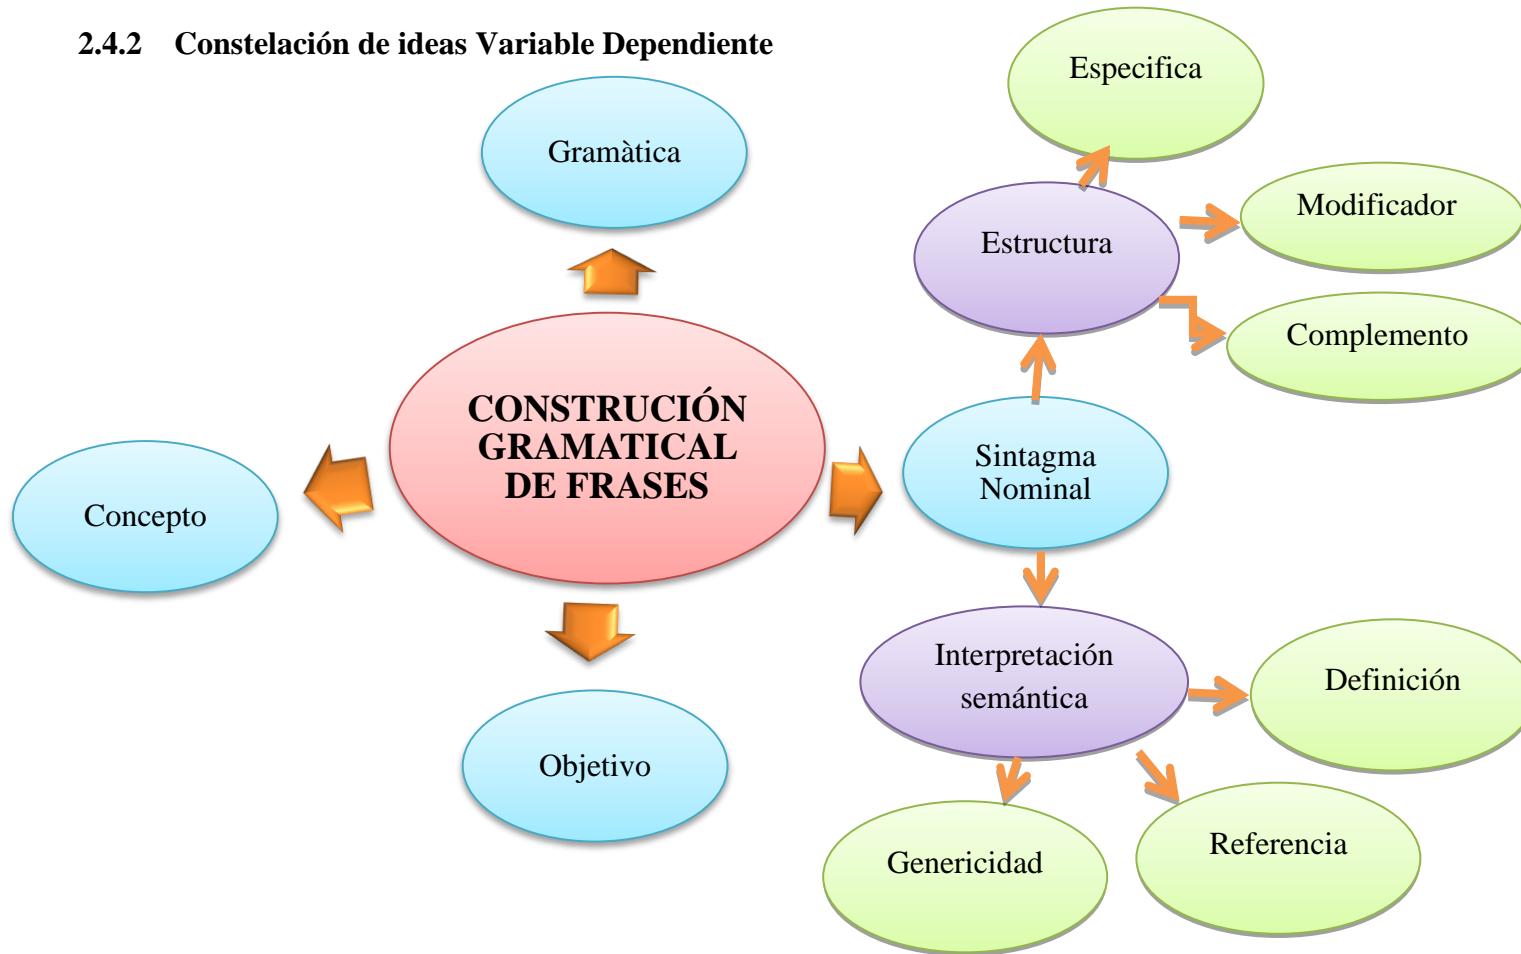 2.4.2 Constelación de ideas Variable Dependiente
Especifica
Gramàtica
Modificador
Estructura
Complemento
CONSTRUCIÓN
GRAMATICAL
DE FRASES
Sintagma
Nominal
Concepto
Interpretación
semántica
Definición
Objetivo
Referencia
Genericidad